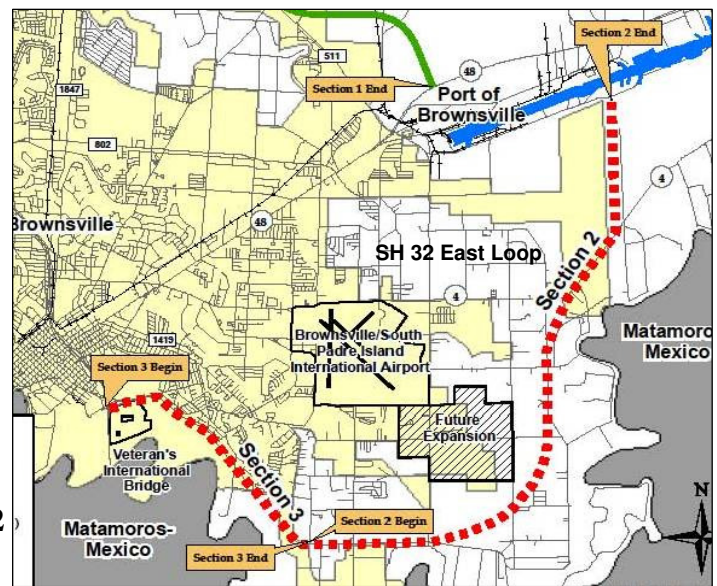 Section 2 End
511
48
Section 1 End
Port of
Brownsville
1847
802
4
Brownsville
48
SH 32 East Loop
Section 2
4
1419
Brownsville/South
Padre Island
International Airport
Matamoros-
Mexico
Section 3 Begin
Future
Expansion
Section 3
Veteran's
International
Bridge
N
2
)
Section 2 Begin
Matamoros-
Mexico
Section 3 End